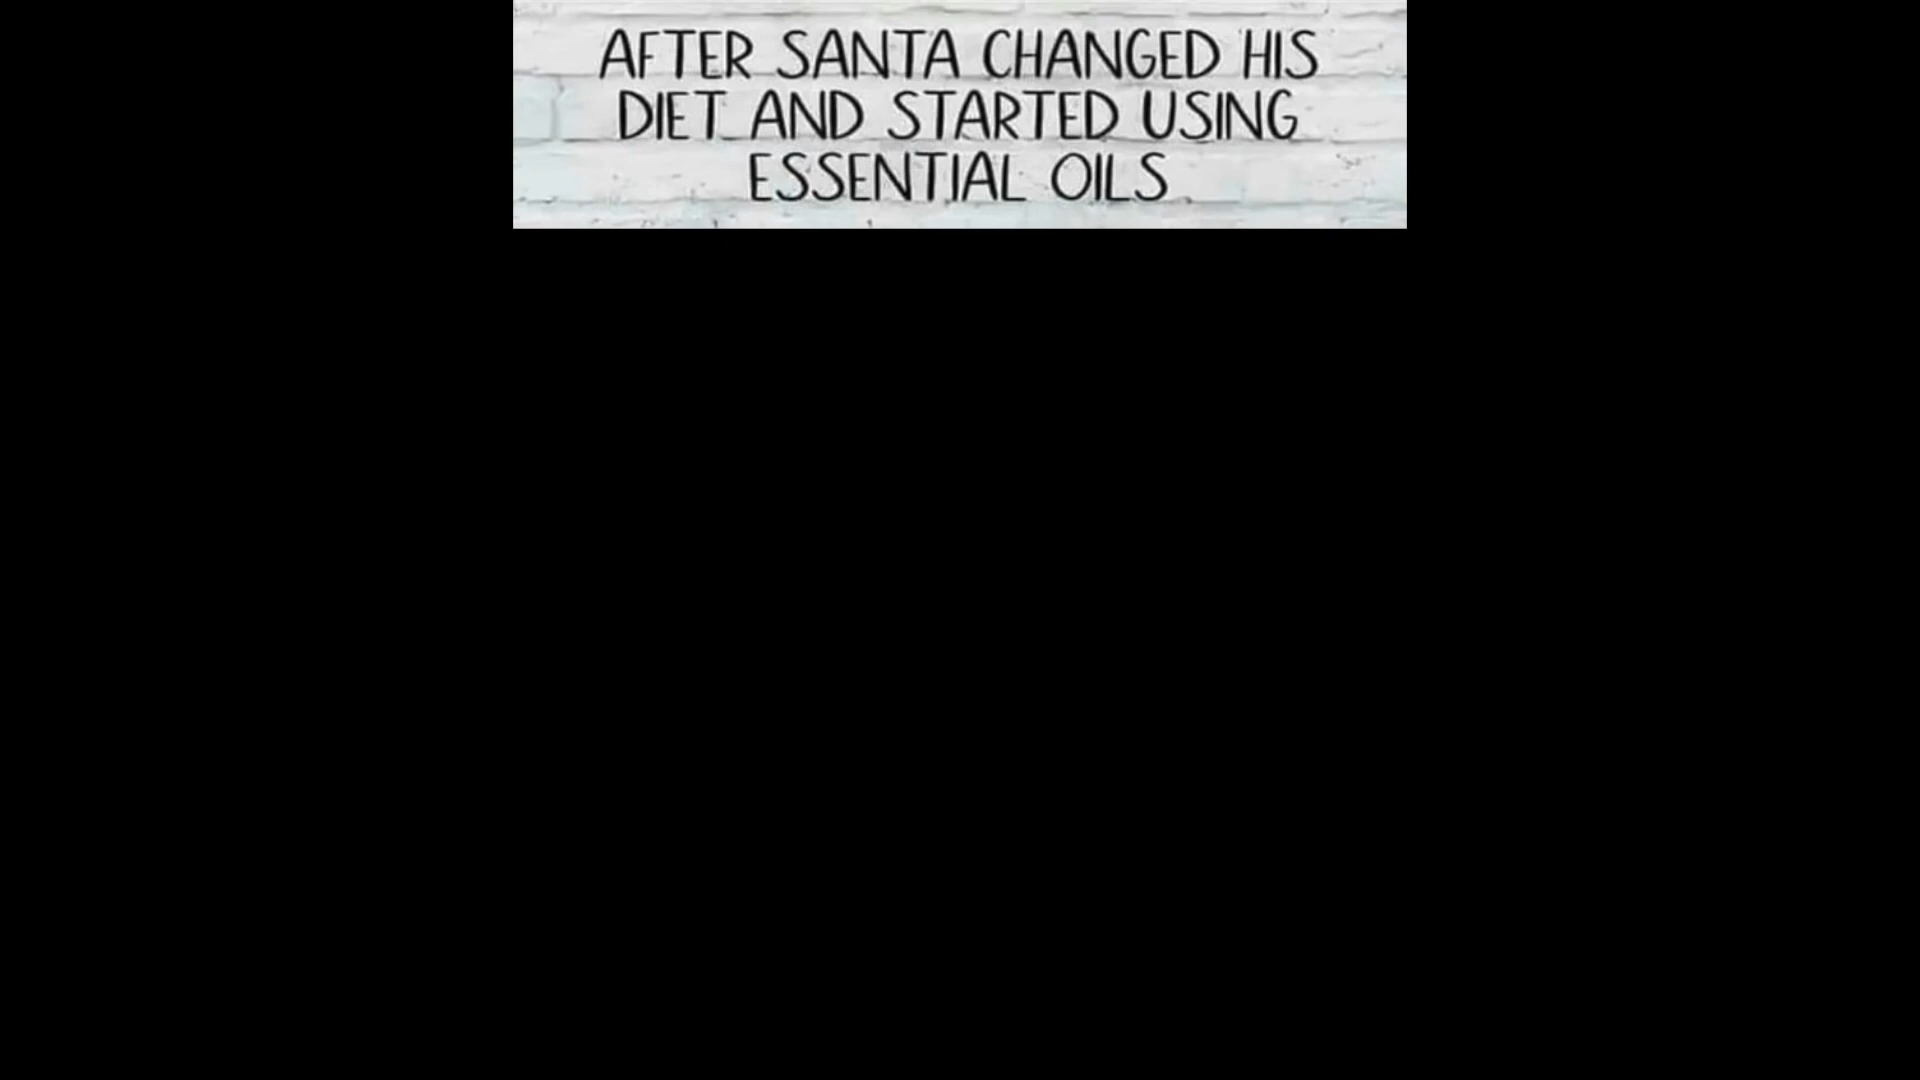 AFTER SANTA CHANGED HIS
DIET AND STARTED USING
ESSENTIAL OILS